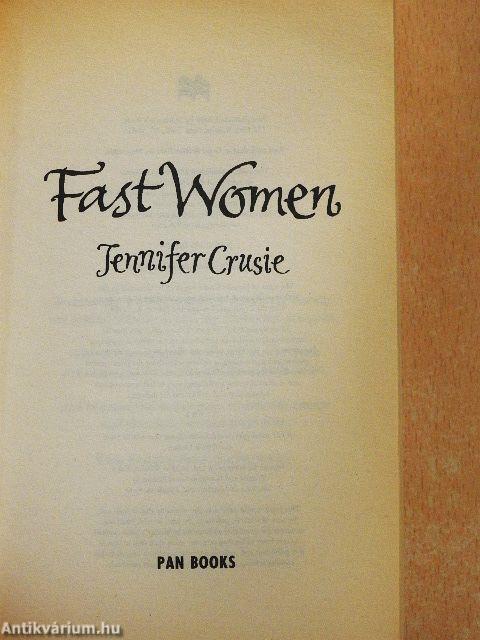 Fast Women
Jennifer Crusie
PAN BOOKS
Antikvárium.hu